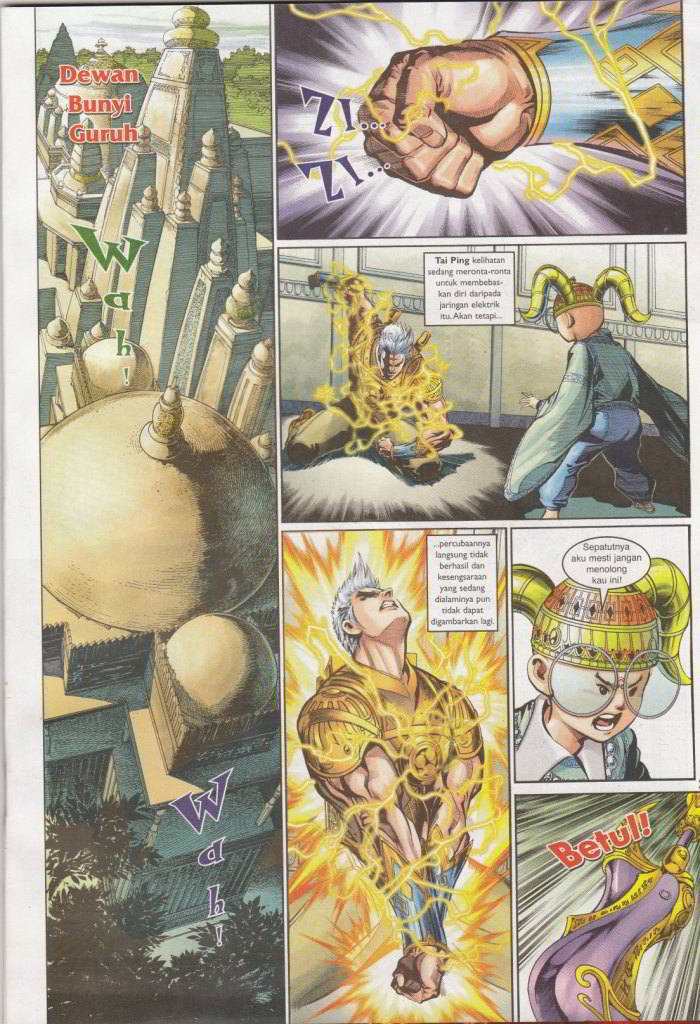 Dewan
Bunyi
Guruh
Wah!
Wah!
ZI...
ZI...
Tai Ping kelihatan
sedang meronta-ronta
untuk membebas-
kan diri daripada
jaringan elektrik
itu. Akan tetapi...
...percubaannya
langsung tidak
berhasil dan
kesengsaraan
yang sedang
dialaminya pun
tidak dapat
digambarkan lagi.
Sepatutnya
aku mesti jangan
menolong
kau ini!
Betul!